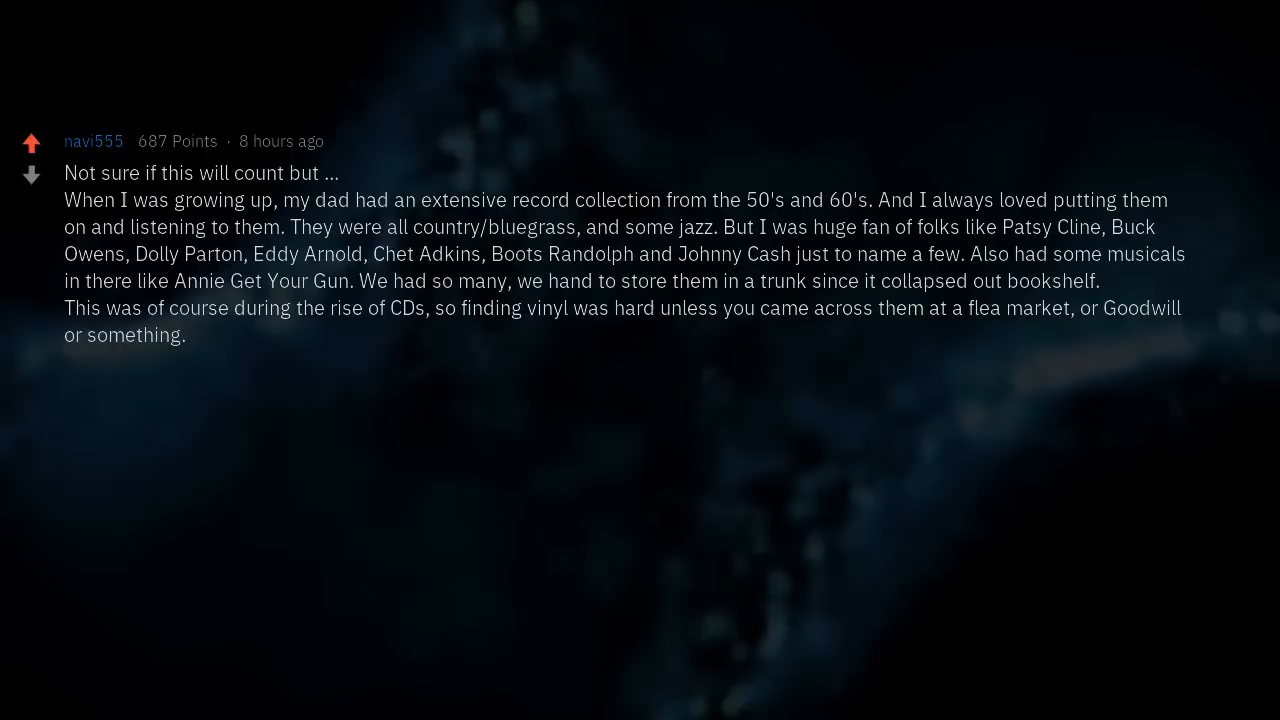 navi555 687 Points · 8 hours ago
Not sure if this will count but ...
When I was growing up, my dad had an extensive record collection from the 50's and 60's. And I always loved putting them
on and listening to them. They were all country/bluegrass, and some jazz. But I was huge fan of folks like Patsy Cline, Buck
Owens, Dolly Parton, Eddy Arnold, Chet Adkins, Boots Randolph and Johnny Cash just to name a few. Also had some musicals
in there like Annie Get Your Gun. We had so many, we hand to store them in a trunk since it collapsed out bookshelf.
This was of course during the rise of CDs, so finding vinyl was hard unless you came across them at a flea market, or Goodwill
or something.